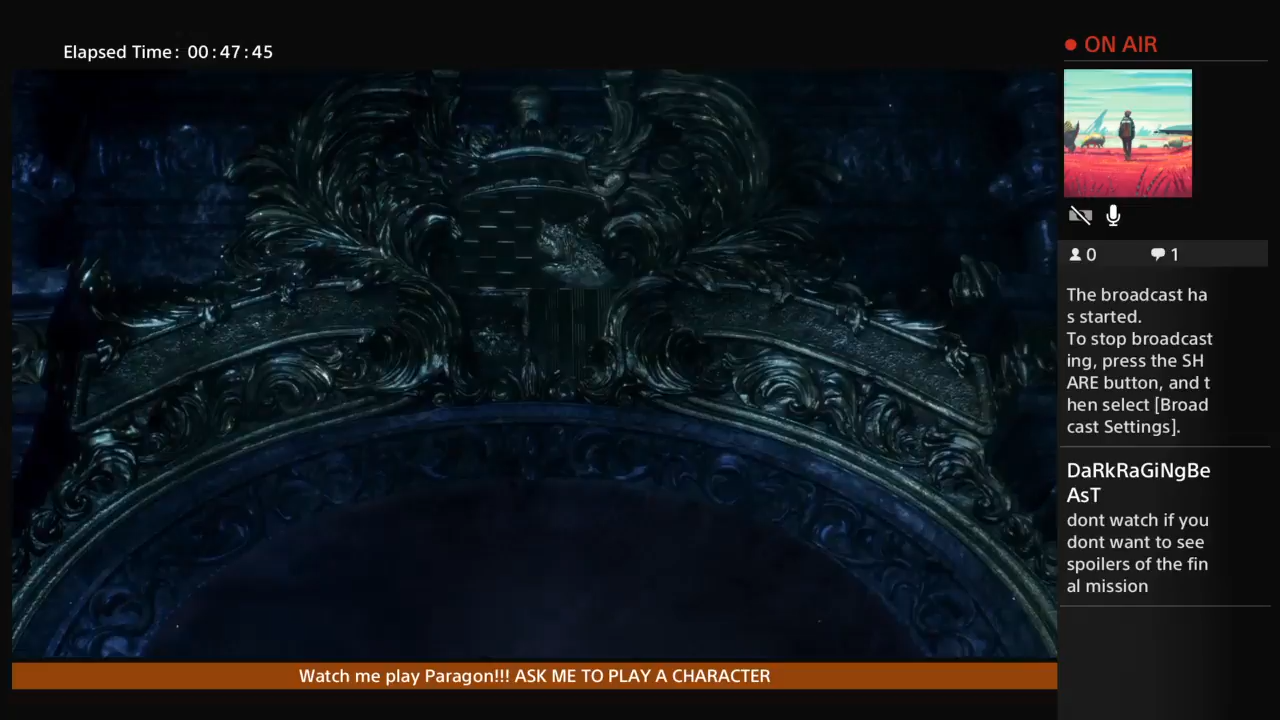 Elapsed Time: 00:47:45
ON AIR
0
1
The broadcast ha
s started.
To stop broadcast
ing, press the SH
ARE button, and t
hen select [Broad
cast Settings].
DaRkRaGiNgBe
AsT
dont watch if you
dont want to see
spoilers of the fin
al mission
Watch me play Paragon!!! ASK ME TO PLAY A CHARACTER